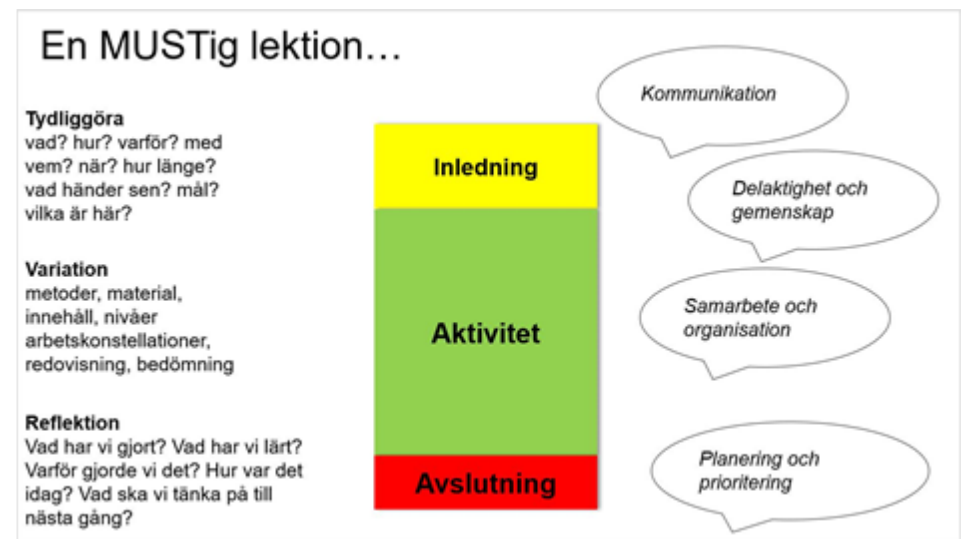 En MUSTig lektion…
Tydliggöra
vad? hur? varför? med
vem? när? hur länge?
vad händer sen? mål?
vilka är här?
Variation
metoder, material,
innehåll, nivåer
arbetskonstellationer,
redovisning, bedömning
Reflektion
Vad har vi gjort? Vad har vi lärt?
Varför gjorde vi det? Hur var det
idag? Vad ska vi tänka på till
nästa gång?
Inledning
Aktivitet
Avslutning
Kommunikation
Delaktighet och
gemenskap
Samarbete och
organisation
Planering och
prioritering